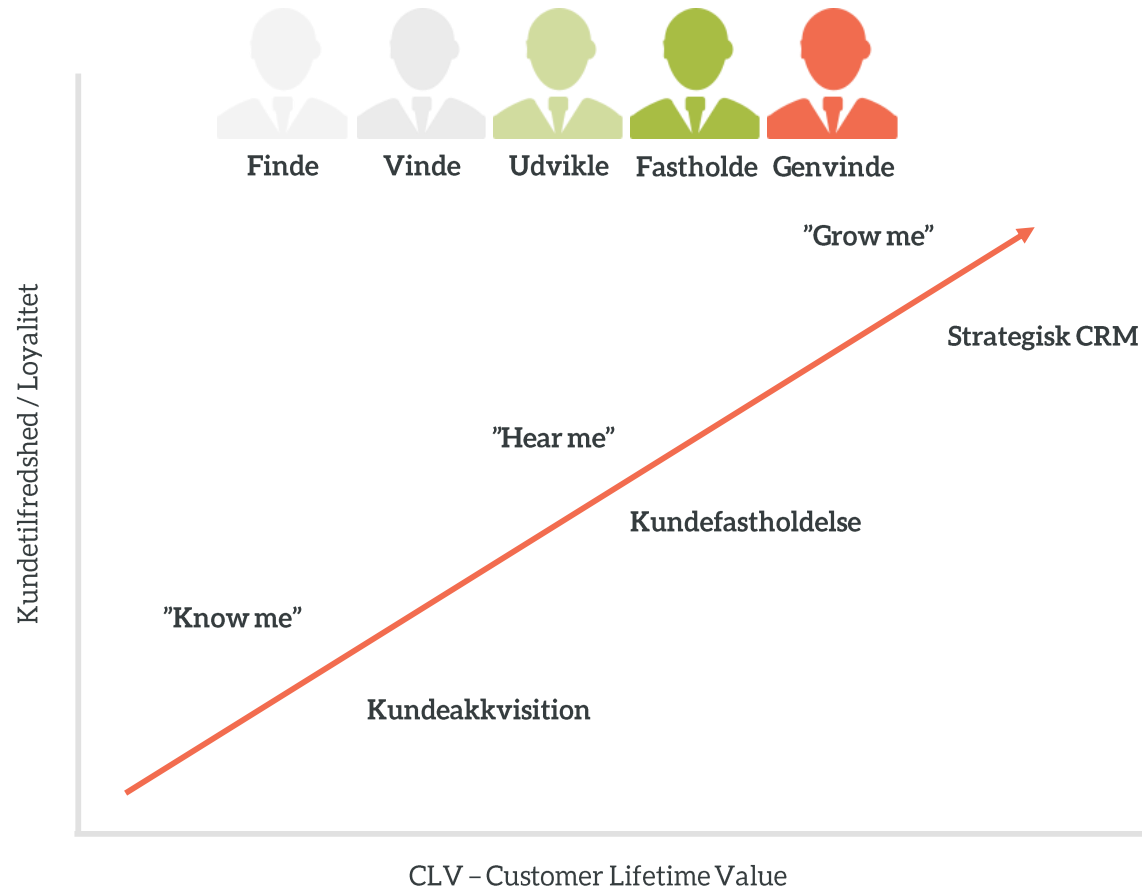 Finde
Vinde
Udvikle
Fastholde
Genvinde
”Grow me”
Strategisk CRM
”Hear me”
Kundefastholdelse
”Know me”
Kundeakkvisition
Kundetilfredshed / Loyalitet
CLV – Customer Lifetime Value